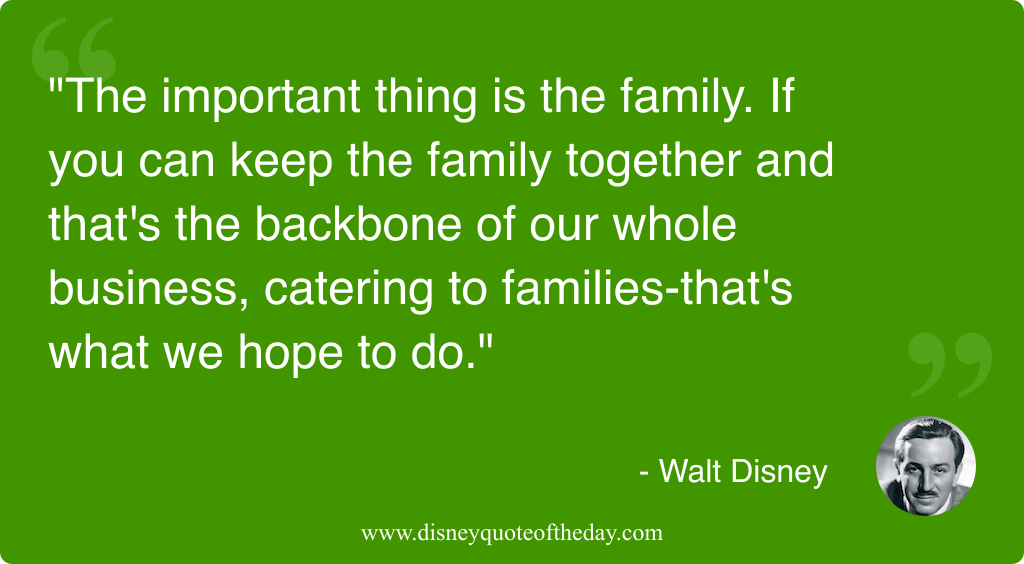 "The important thing is the family. If
you can keep the family together and
that's the backbone of our whole
business, catering to families-that's
what we hope to do."
- Walt Disney
www.disneyquoteoftheday.com